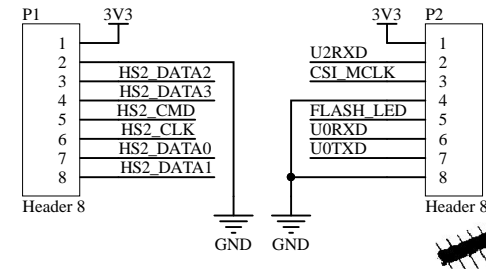 P1
3V3
1
2
3
4
5
6
7
8
HS2_DATA2
HS2_DATA3
HS2_CMD
HS2_CLK
HS2_DATA0
HS2_DATA1
Header 8
GND
3V3
P2
U2RXD
CSI_MCLK
FLASH_LED
U0RXD
U0TXD
1
2
3
4
5
6
7
8
GND
Header 8